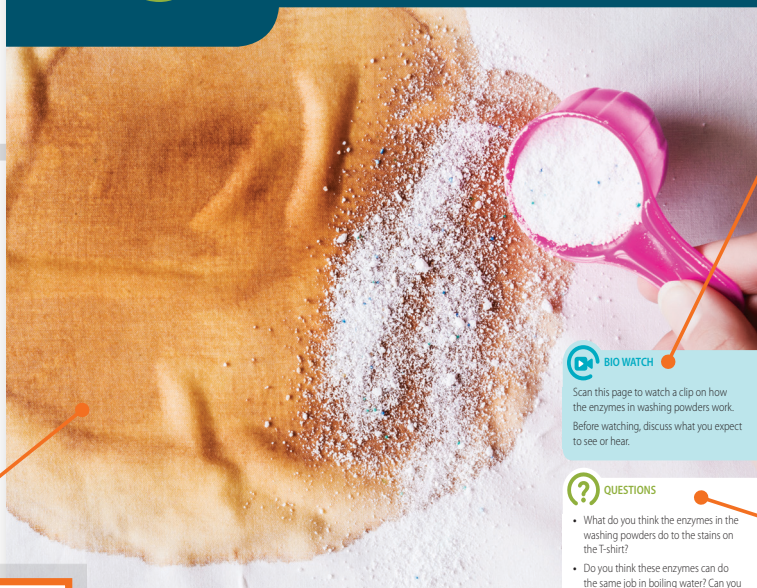 BIO WATCH
Scan this page to watch a clip on how
the enzymes in washing powders work.
Before watching, discuss what you expect
to see or hear.
QUESTIONS
• What do you think the enzymes in the
washing powders do to the stains on
the T-shirt?
• Do you think these enzymes can do
the same job in boiling water? Can you